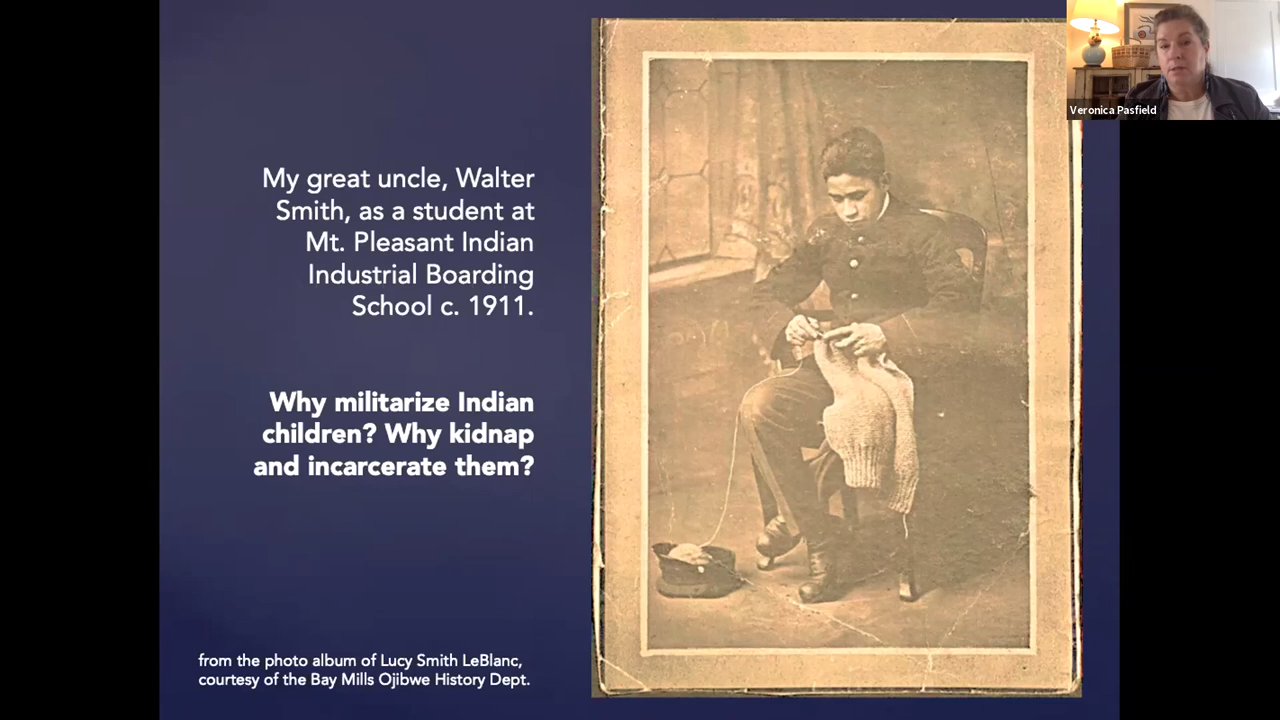 My great uncle, Walter
Smith, as a student at
Mt. Pleasant Indian
Industrial Boarding
School c. 1911.
Why militarize Indian
children? Why kidnap
and incarcerate them?
from the photo album of Lucy Smith LeBlanc,
courtesy of the Bay Mills Ojibwe History Dept.
Veronica Pasfield